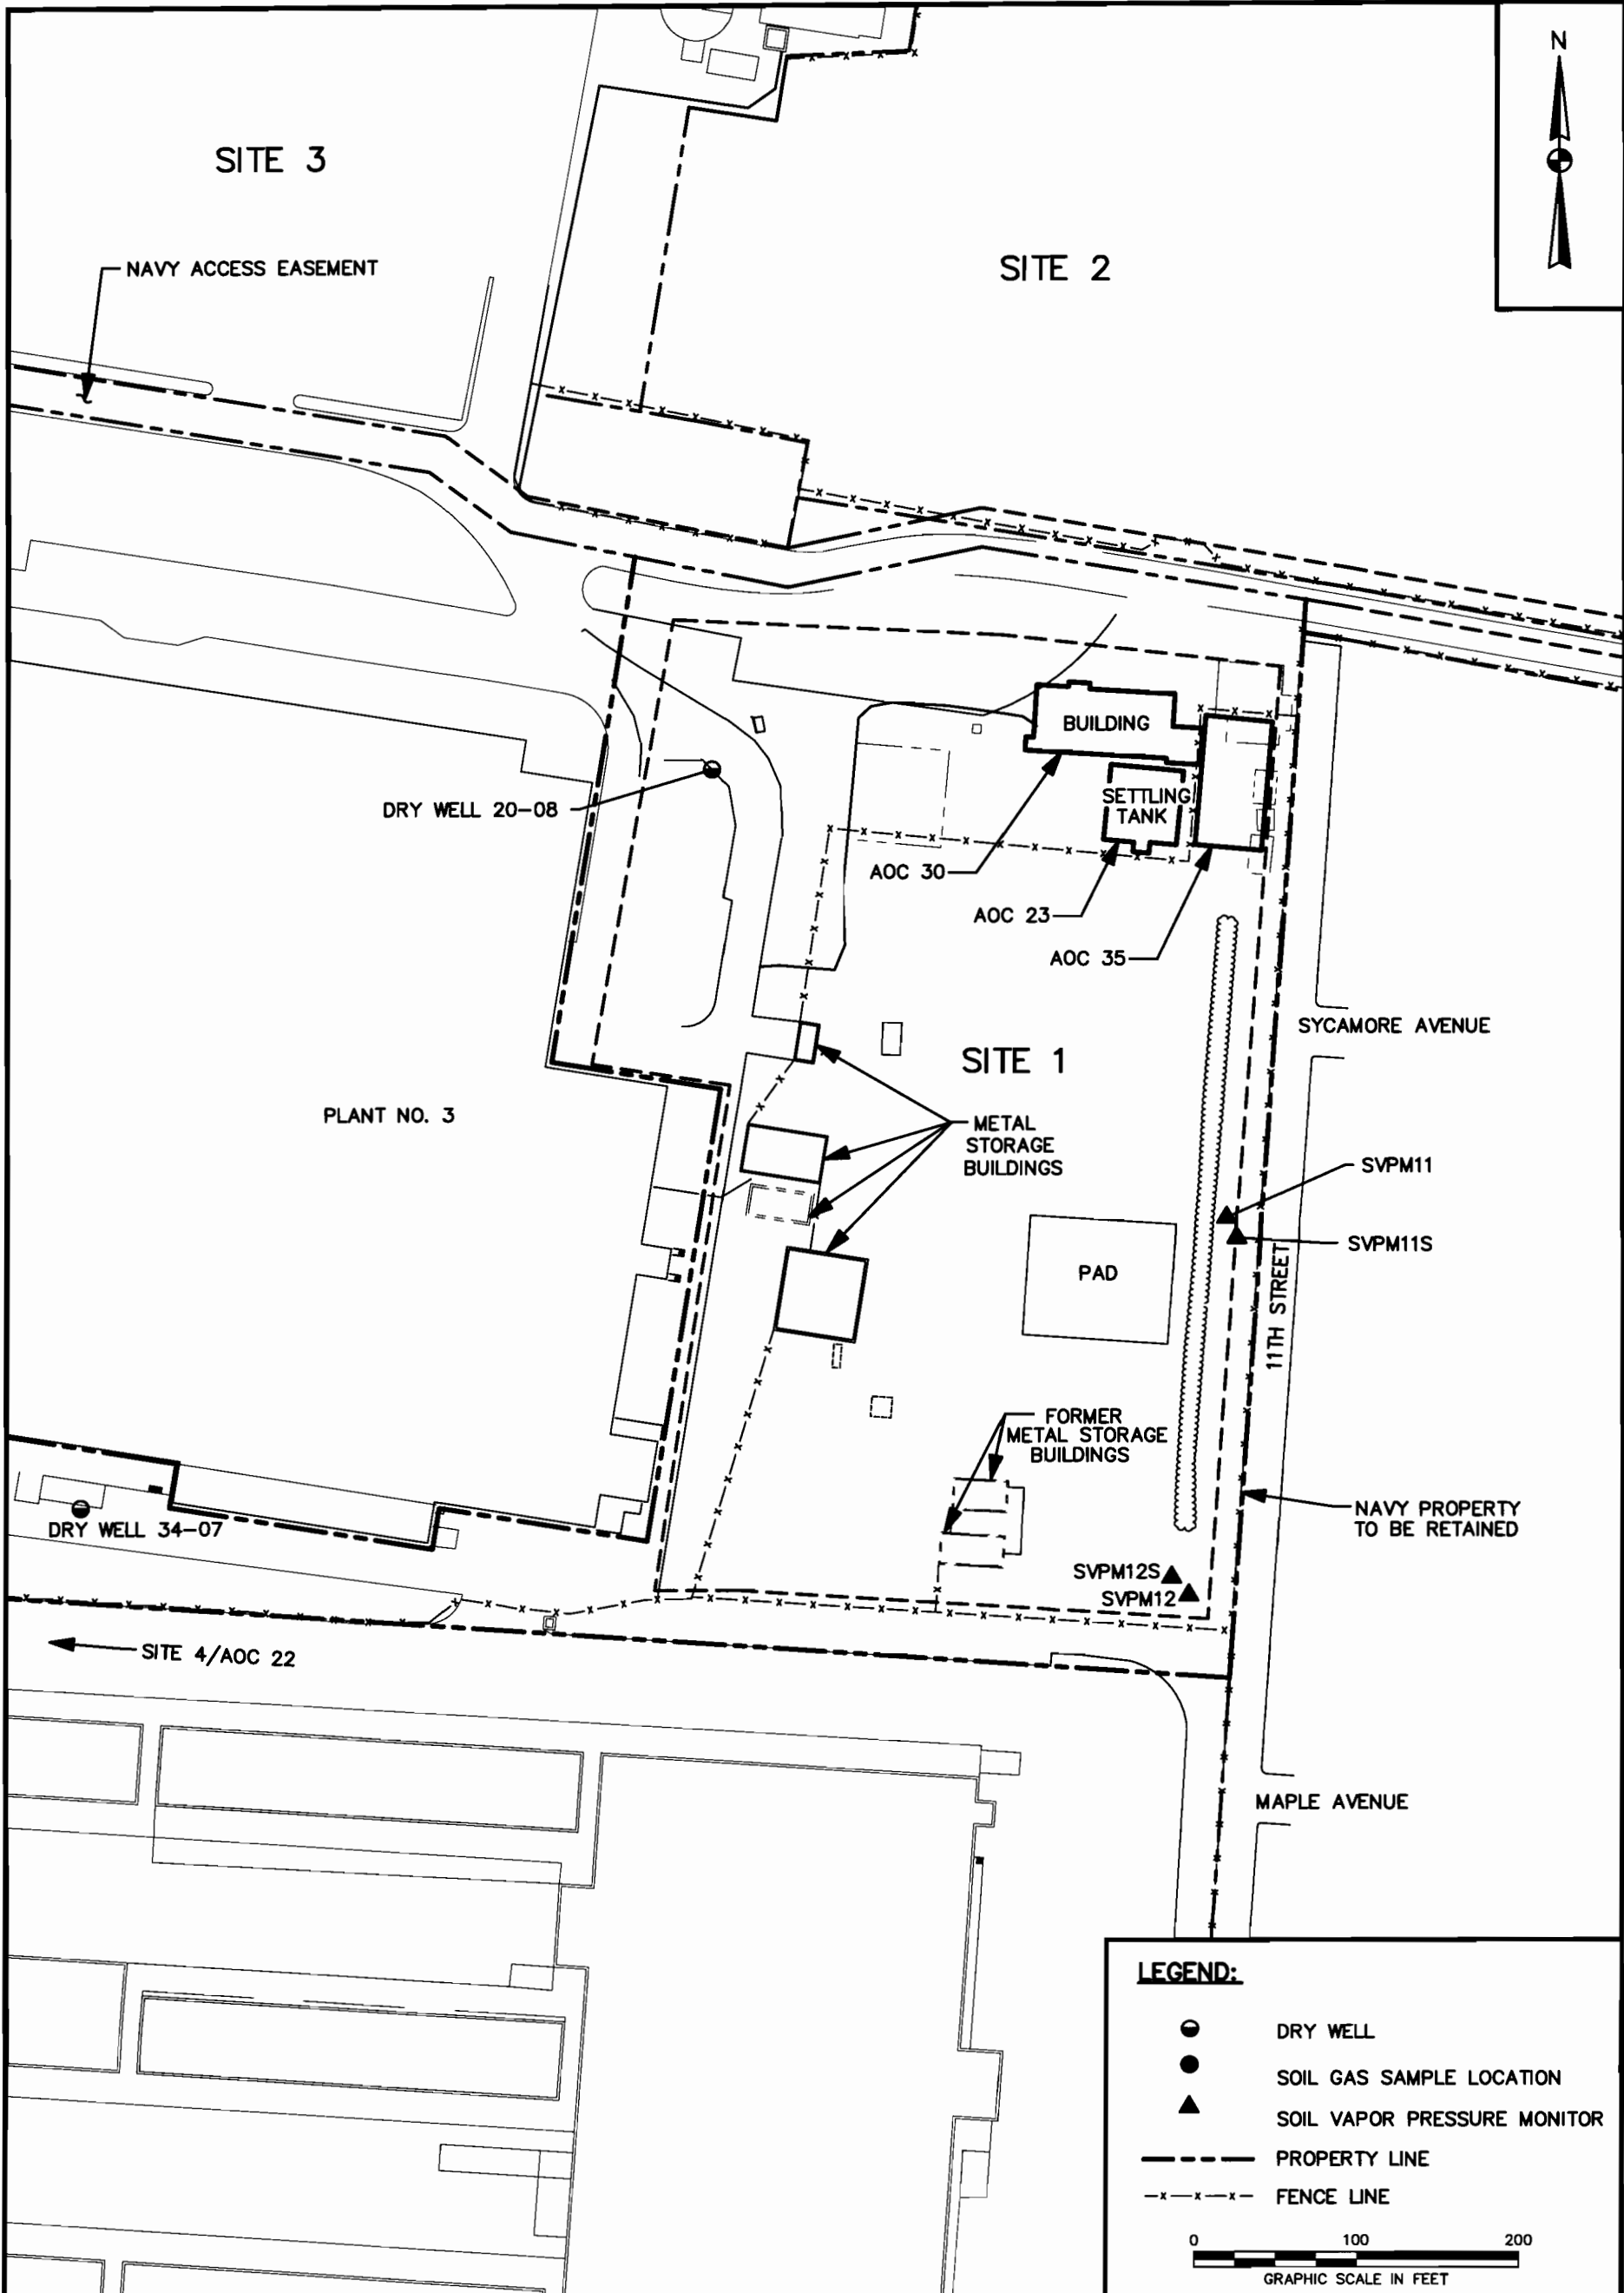 N
SITE 3
NAVY ACCESS EASEMENT
SITE 2
BUILDING
SETTLING
TANK
DRY WELL 20-08
AOC 30
AOC 23
AOC 35
SYCAMORE AVENUE
SITE 1
PLANT NO. 3
METAL
STORAGE
BUILDINGS
SVPM11
SVPM11S
PAD
11TH STREET
FORMER
METAL STORAGE
BUILDINGS
NAVY PROPERTY
TO BE RETAINED
DRY WELL 34-07
SVPM12S
SVPM12
SITE 4/AOC 22
MAPLE AVENUE
LEGEND:
DRY WELL
SOIL GAS SAMPLE LOCATION
SOIL VAPOR PRESSURE MONITOR
PROPERTY LINE
FENCE LINE
0 100 200
GRAPHIC SCALE IN FEET